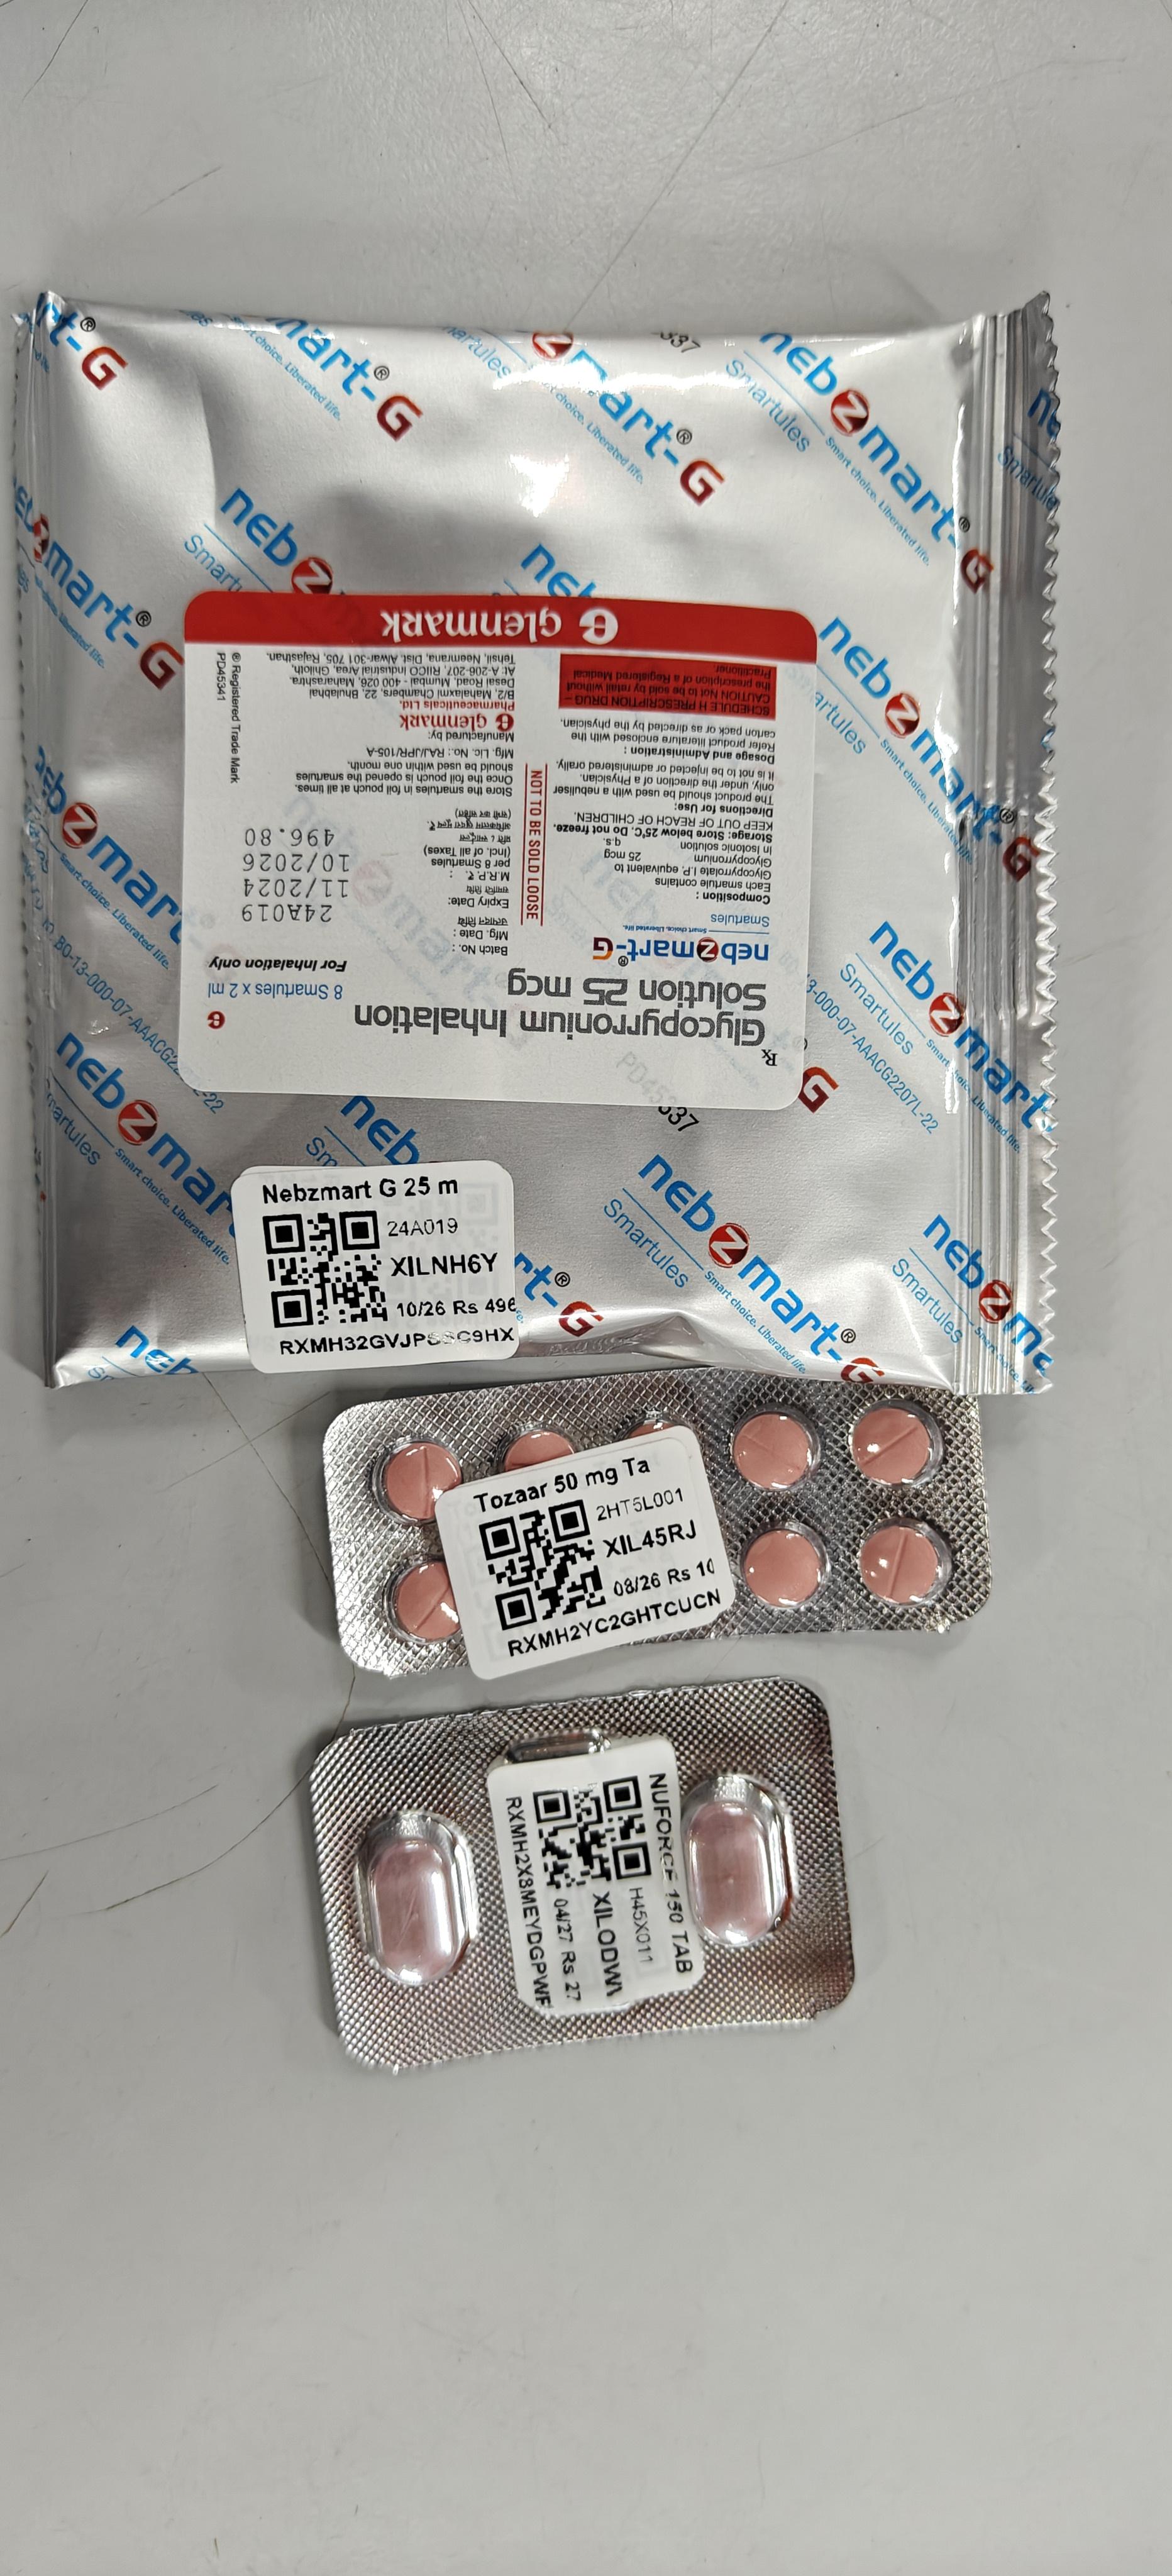 nebzmart®-G
Smartules
Smart choice. Liberated life.
PD45337
Rx
Glycopyrronium Inhalation
Solution 25 mcg
nebzmart®-G
Smart choice. Liberated life.
Smartules
Composition :
Each smartule contains
Glycopyrrolate I.P. equivalent to
Glycopyrronium 25 mcg
In isotonic solution q.s.
Storage: Store below 25°C. Do not freeze.
KEEP OUT OF REACH OF CHILDREN.
Directions for Use:
The product should be used with a nebuliser
only, under the direction of a Physician.
It is not to be injected or administered orally.
Dosage and Administration :
Refer product literature enclosed with the
carton pack or as directed by the physician.
SCHEDULE H PRESCRIPTION DRUG –
CAUTION Not to be sold by retail without
the prescription of a Registered Medical
Practitioner.
NOT TO BE SOLD LOOSE
8 Smartules x 2 ml
For Inhalation only
Batch No. : 24A019
Mfg. Date : 11/2024
Expiry Date: 10/2026
M.R.P. ₹. : 496.80
per 8 Smartules
(Incl. of all Taxes)
Store the smartules in foil pouch at all times.
Once the foil pouch is opened the smartules
should be used within one month.
Mfg. Lic. No.: RAJ/JPR/105-A
Manufactured by:
Glenmark
Pharmaceuticals Ltd.
B/2, Mahalaxmi Chambers, 22, Bhulabhai
Desai Road, Mumbai - 400 026, Maharashtra.
At: A-206-207, RIICO Industrial Area, Ghiloth,
Tehsil, Neemrana, Dist. Alwar-301 705, Rajasthan.
® Registered Trade Mark
PD45341
Glenmark
Nebzmart G 25 m
24A019
XILNH6Y
10/26 Rs 496
Tozaar 50 mg Ta
2HT5L001
XIL45RJ
08/26 Rs 10
RXMH2YC2GHTCUCN
NUFORCE 150 TAB
H45X011
XILODW
04/27 Rs 27
RXMH2X8MEYDGPWF